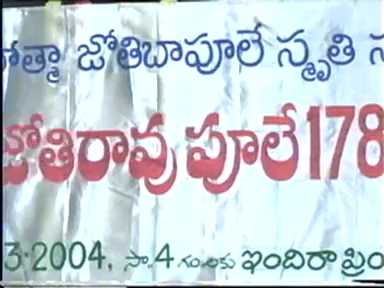 హాత్మా జోతిబాపూలే స్మృతి
జోతిరావు పూలే 178
3.2004, సా. 4 గం.లకు ఇందిరా ప్రిం